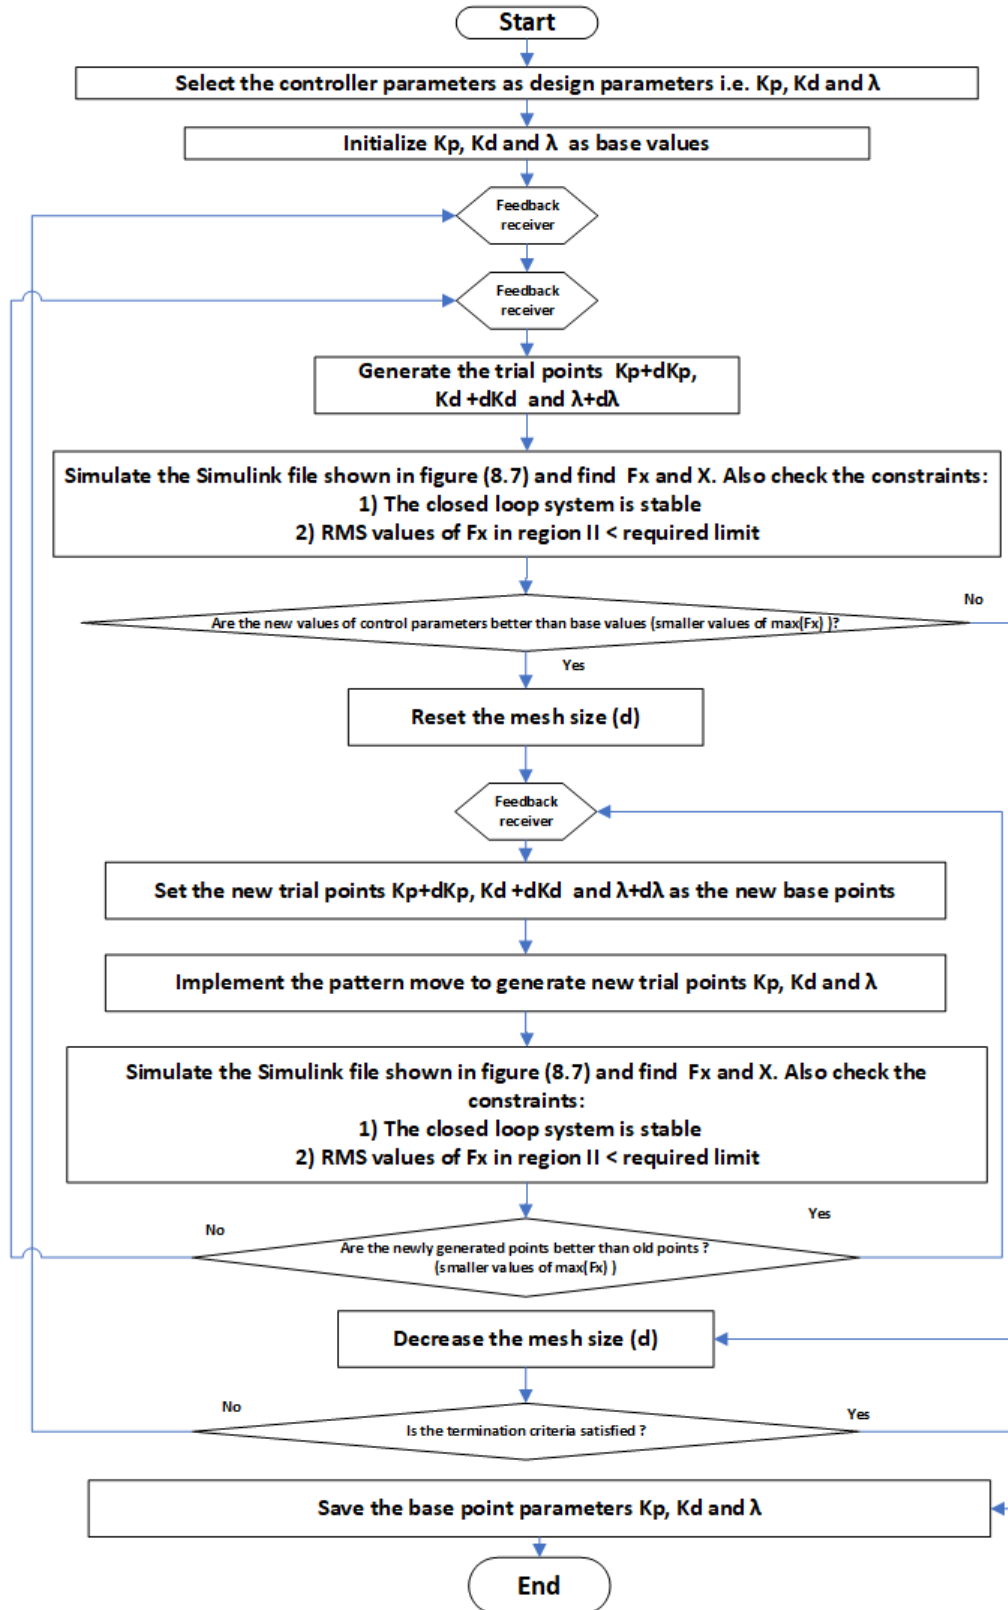 Start
Select the controller parameters as design parameters i.e. Kp, Kd and λ
Initialize Kp, Kd and λ as base values
Feedback
receiver
Feedback
receiver
Generate the trial points Kp+dKp,
Kd +dKd and λ+dλ
Simulate the Simulink file shown in figure (8.7) and find Fx and X. Also check the constraints:
1) The closed loop system is stable
2) RMS values of Fx in region II < required limit
No
Are the new values of control parameters better than base values (smaller values of max(Fx) )?
Yes
Reset the mesh size (d)
Feedback
receiver
Set the new trial points Kp+dKp, Kd +dKd and λ+dλ as the new base points
Implement the pattern move to generate new trial points Kp, Kd and λ
Simulate the Simulink file shown in figure (8.7) and find Fx and X. Also check the
constraints:
1) The closed loop system is stable
2) RMS values of Fx in region II < required limit
No
Yes
Are the newly generated points better than old points ?
(smaller values of max(Fx) )
Decrease the mesh size (d)
No
Yes
Is the termination criteria satisfied ?
Save the base point parameters Kp, Kd and λ
End